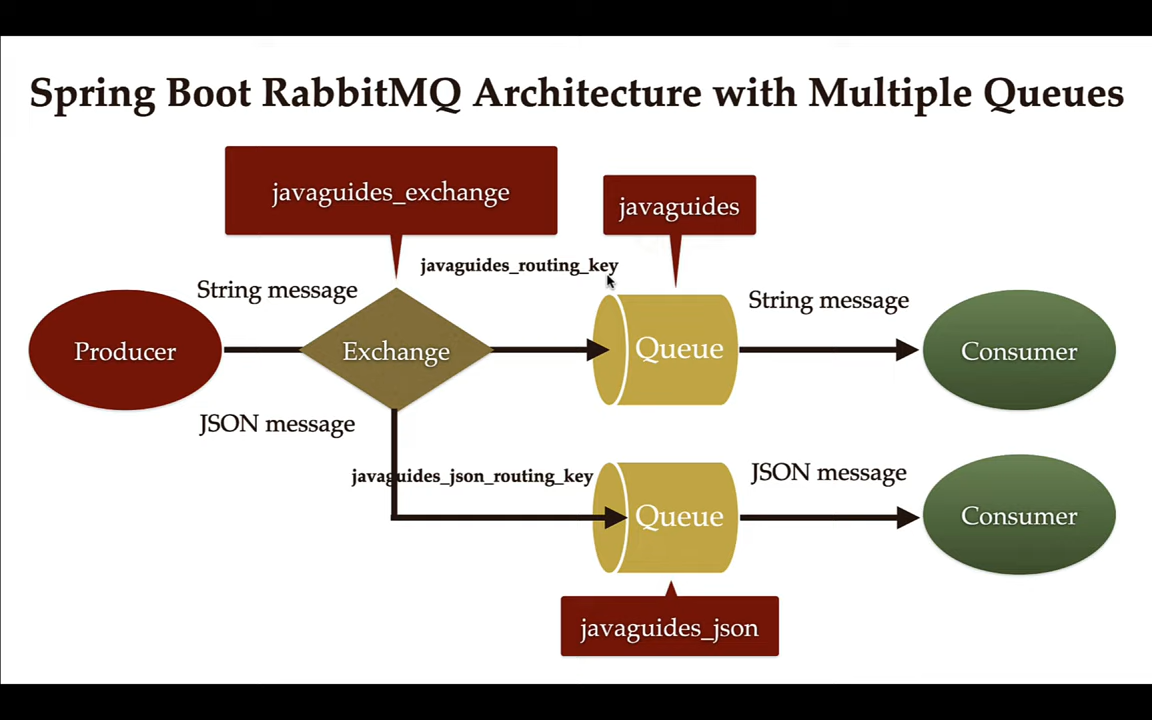 Spring Boot RabbitMQ Architecture with Multiple Queues
javaguides_exchange
javaguides
javaguides_routing_key
String message
String message
Producer
Exchange
Queue
Consumer
JSON message
javaguides_json_routing_key
JSON message
Queue
Consumer
javaguides_json